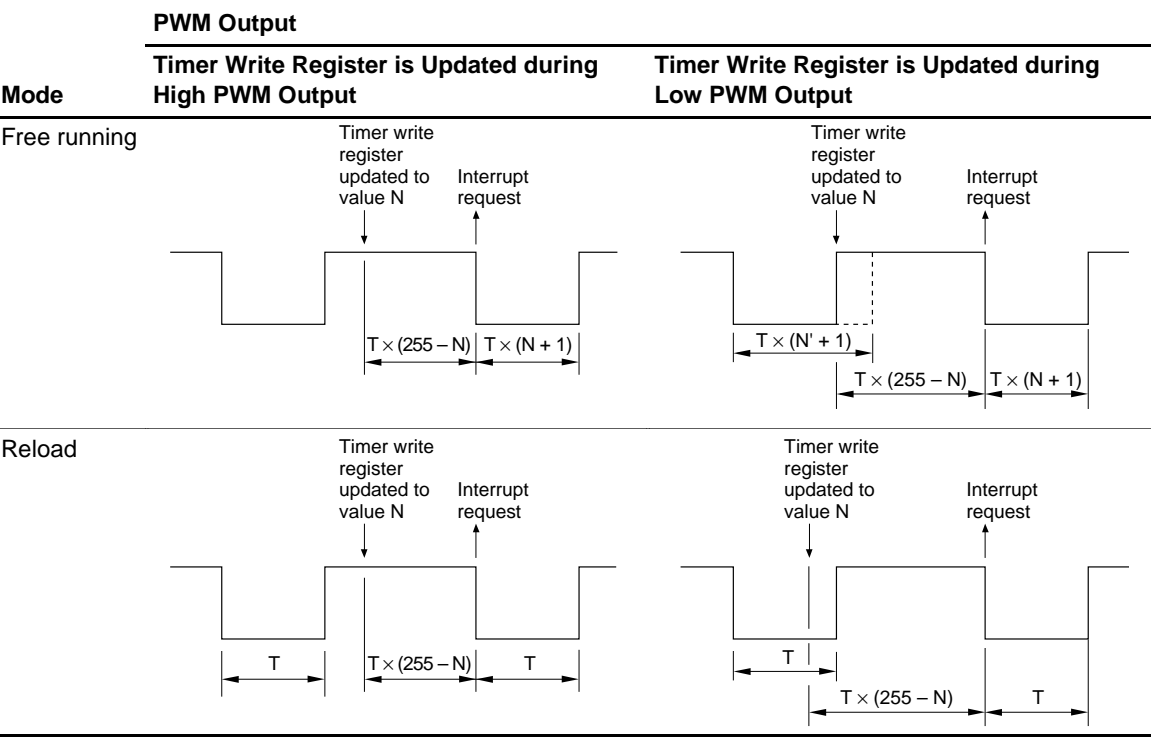 PWM Output
Mode
Timer Write Register is Updated during
High PWM Output
Timer Write Register is Updated during
Low PWM Output
Free running
Timer write
register
updated to
value N
Interrupt
request
T × (255 – N)
T × (N + 1)
Timer write
register
updated to
value N
Interrupt
request
T × (N' + 1)
T × (255 – N)
T × (N + 1)
Reload
Timer write
register
updated to
value N
Interrupt
request
T
T × (255 – N)
T
Timer write
register
updated to
value N
Interrupt
request
T
T × (255 – N)
T